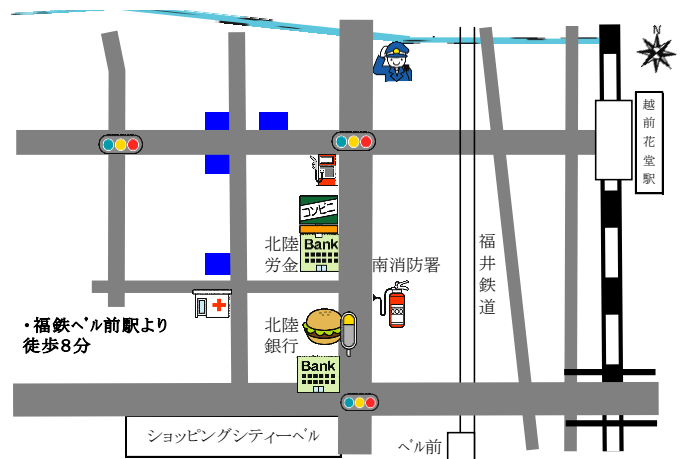 N
越前花堂駅
コンビニ
北陸
労金
Bank
南消防署
福井鉄道
・福鉄ベル前駅より
徒歩８分
北陸
銀行
Bank
ショッピングシティーベル
ベル前